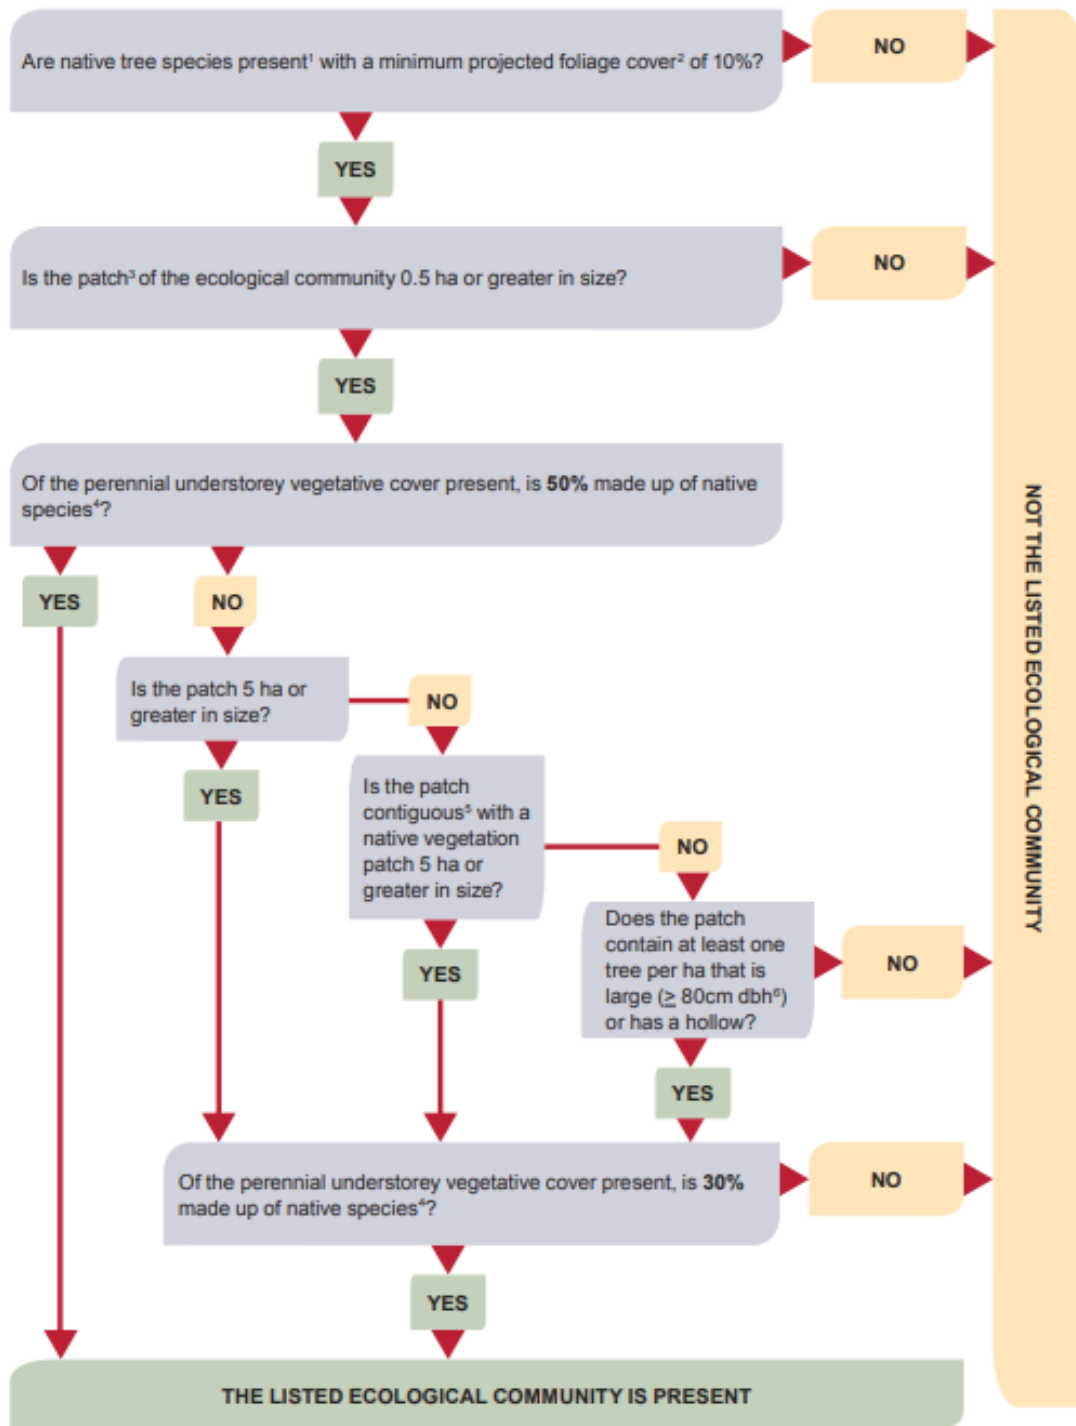 Are native tree species present¹ with a minimum projected foliage cover² of 10%?
NO
YES
Is the patch³ of the ecological community 0.5 ha or greater in size?
NO
YES
Of the perennial understorey vegetative cover present, is 50% made up of native
species⁴?
YES
NO
Is the patch 5 ha or
greater in size?
NO
YES
Is the patch
contiguous⁵ with a
native vegetation
patch 5 ha or
greater in size?
NO
YES
Does the patch
contain at least one
tree per ha that is
large (≥ 80cm dbh⁶)
or has a hollow?
NO
YES
Of the perennial understorey vegetative cover present, is 30%
made up of native species⁴?
NO
YES
THE LISTED ECOLOGICAL COMMUNITY IS PRESENT
NOT THE LISTED ECOLOGICAL COMMUNITY